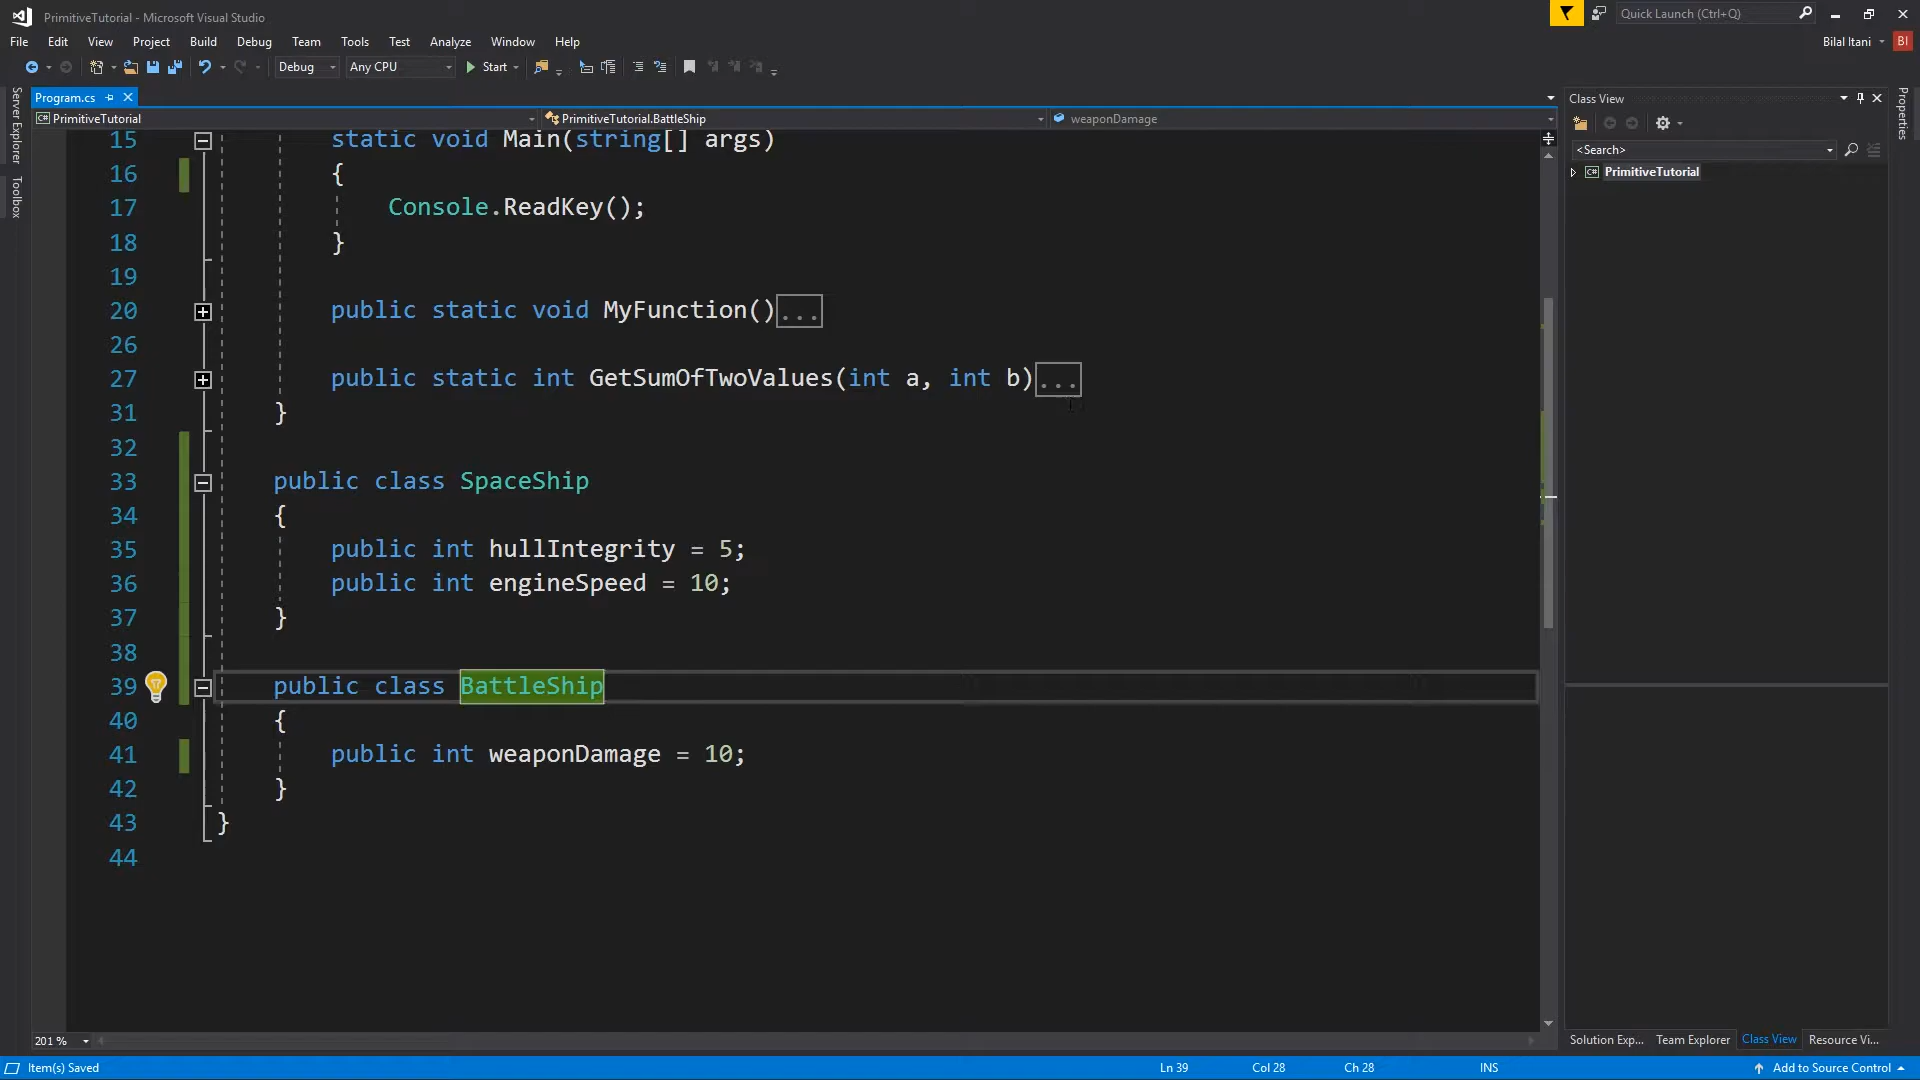 PrimitiveTutorial - Microsoft Visual Studio
Quick Launch (Ctrl+Q)
File Edit View Project Build Debug Team Tools Test Analyze Window Help
Bilal Itani BI
Debug Any CPU Start
Server Explorer
Toolbox
Program.cs
PrimitiveTutorial PrimitiveTutorial.BattleShip weaponDamage
15 static void Main(string[] args)
16 {
17 Console.ReadKey();
18 }
19
20 public static void MyFunction()...
26
27 public static int GetSumOfTwoValues(int a, int b)...
31 }
32
33 public class SpaceShip
34 {
35 public int hullIntegrity = 5;
36 public int engineSpeed = 10;
37 }
38
39 public class BattleShip
40 {
41 public int weaponDamage = 10;
42 }
43 }
44
201 %
Class View
<Search>
C# PrimitiveTutorial
Properties
Solution Exp... Team Explorer Class View Resource Vi...
Item(s) Saved Ln 39 Col 28 Ch 28 INS Add to Source Control